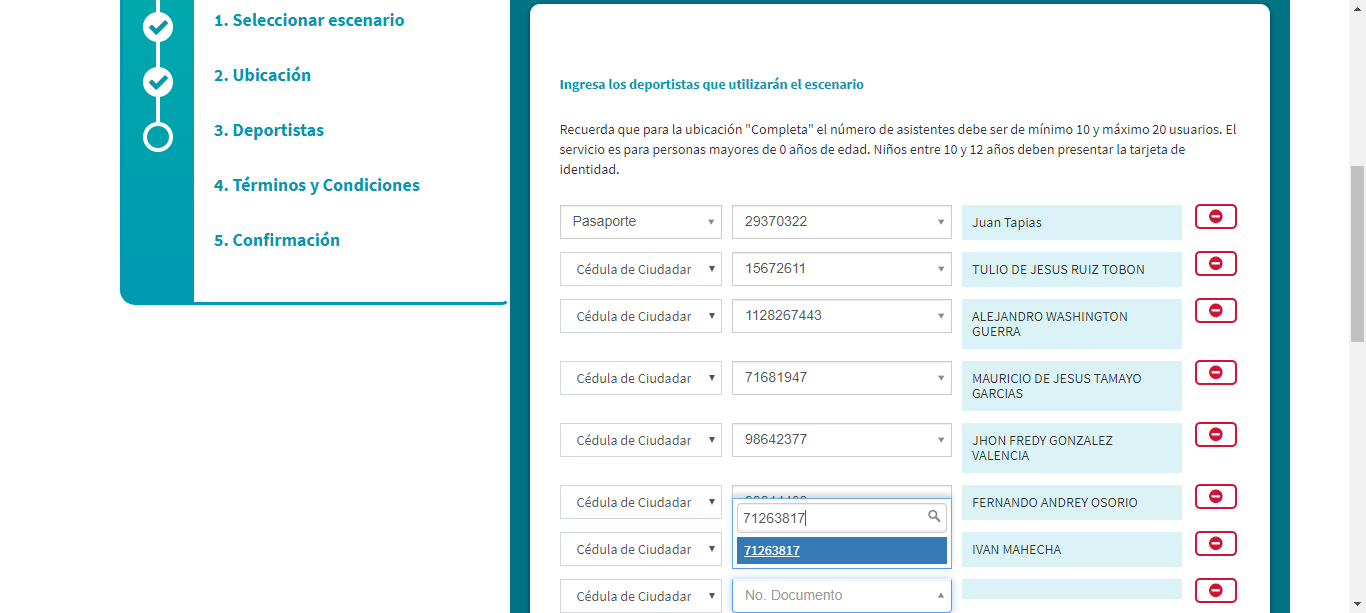 1. Seleccionar escenario
2. Ubicación
3. Deportistas
4. Términos y Condiciones
5. Confirmación
Ingresa los deportistas que utilizarán el escenario
Recuerda que para la ubicación "Completa" el número de asistentes debe ser de mínimo 10 y máximo 20 usuarios. El
servicio es para personas mayores de 0 años de edad. Niños entre 10 y 12 años deben presentar la tarjeta de
identidad.
Pasaporte 29370322 Juan Tapias
Cédula de Ciudadar 15672611 TULIO DE JESUS RUIZ TOBON
Cédula de Ciudadar 1128267443 ALEJANDRO WASHINGTON
GUERRA
Cédula de Ciudadar 71681947 MAURICIO DE JESUS TAMAYO
GARCIAS
Cédula de Ciudadar 98642377 JHON FREDY GONZALEZ
VALENCIA
Cédula de Ciudadar FERNANDO ANDREY OSORIO
71263817
Cédula de Ciudadar 71263817 IVAN MAHECHA
Cédula de Ciudadar No. Documento